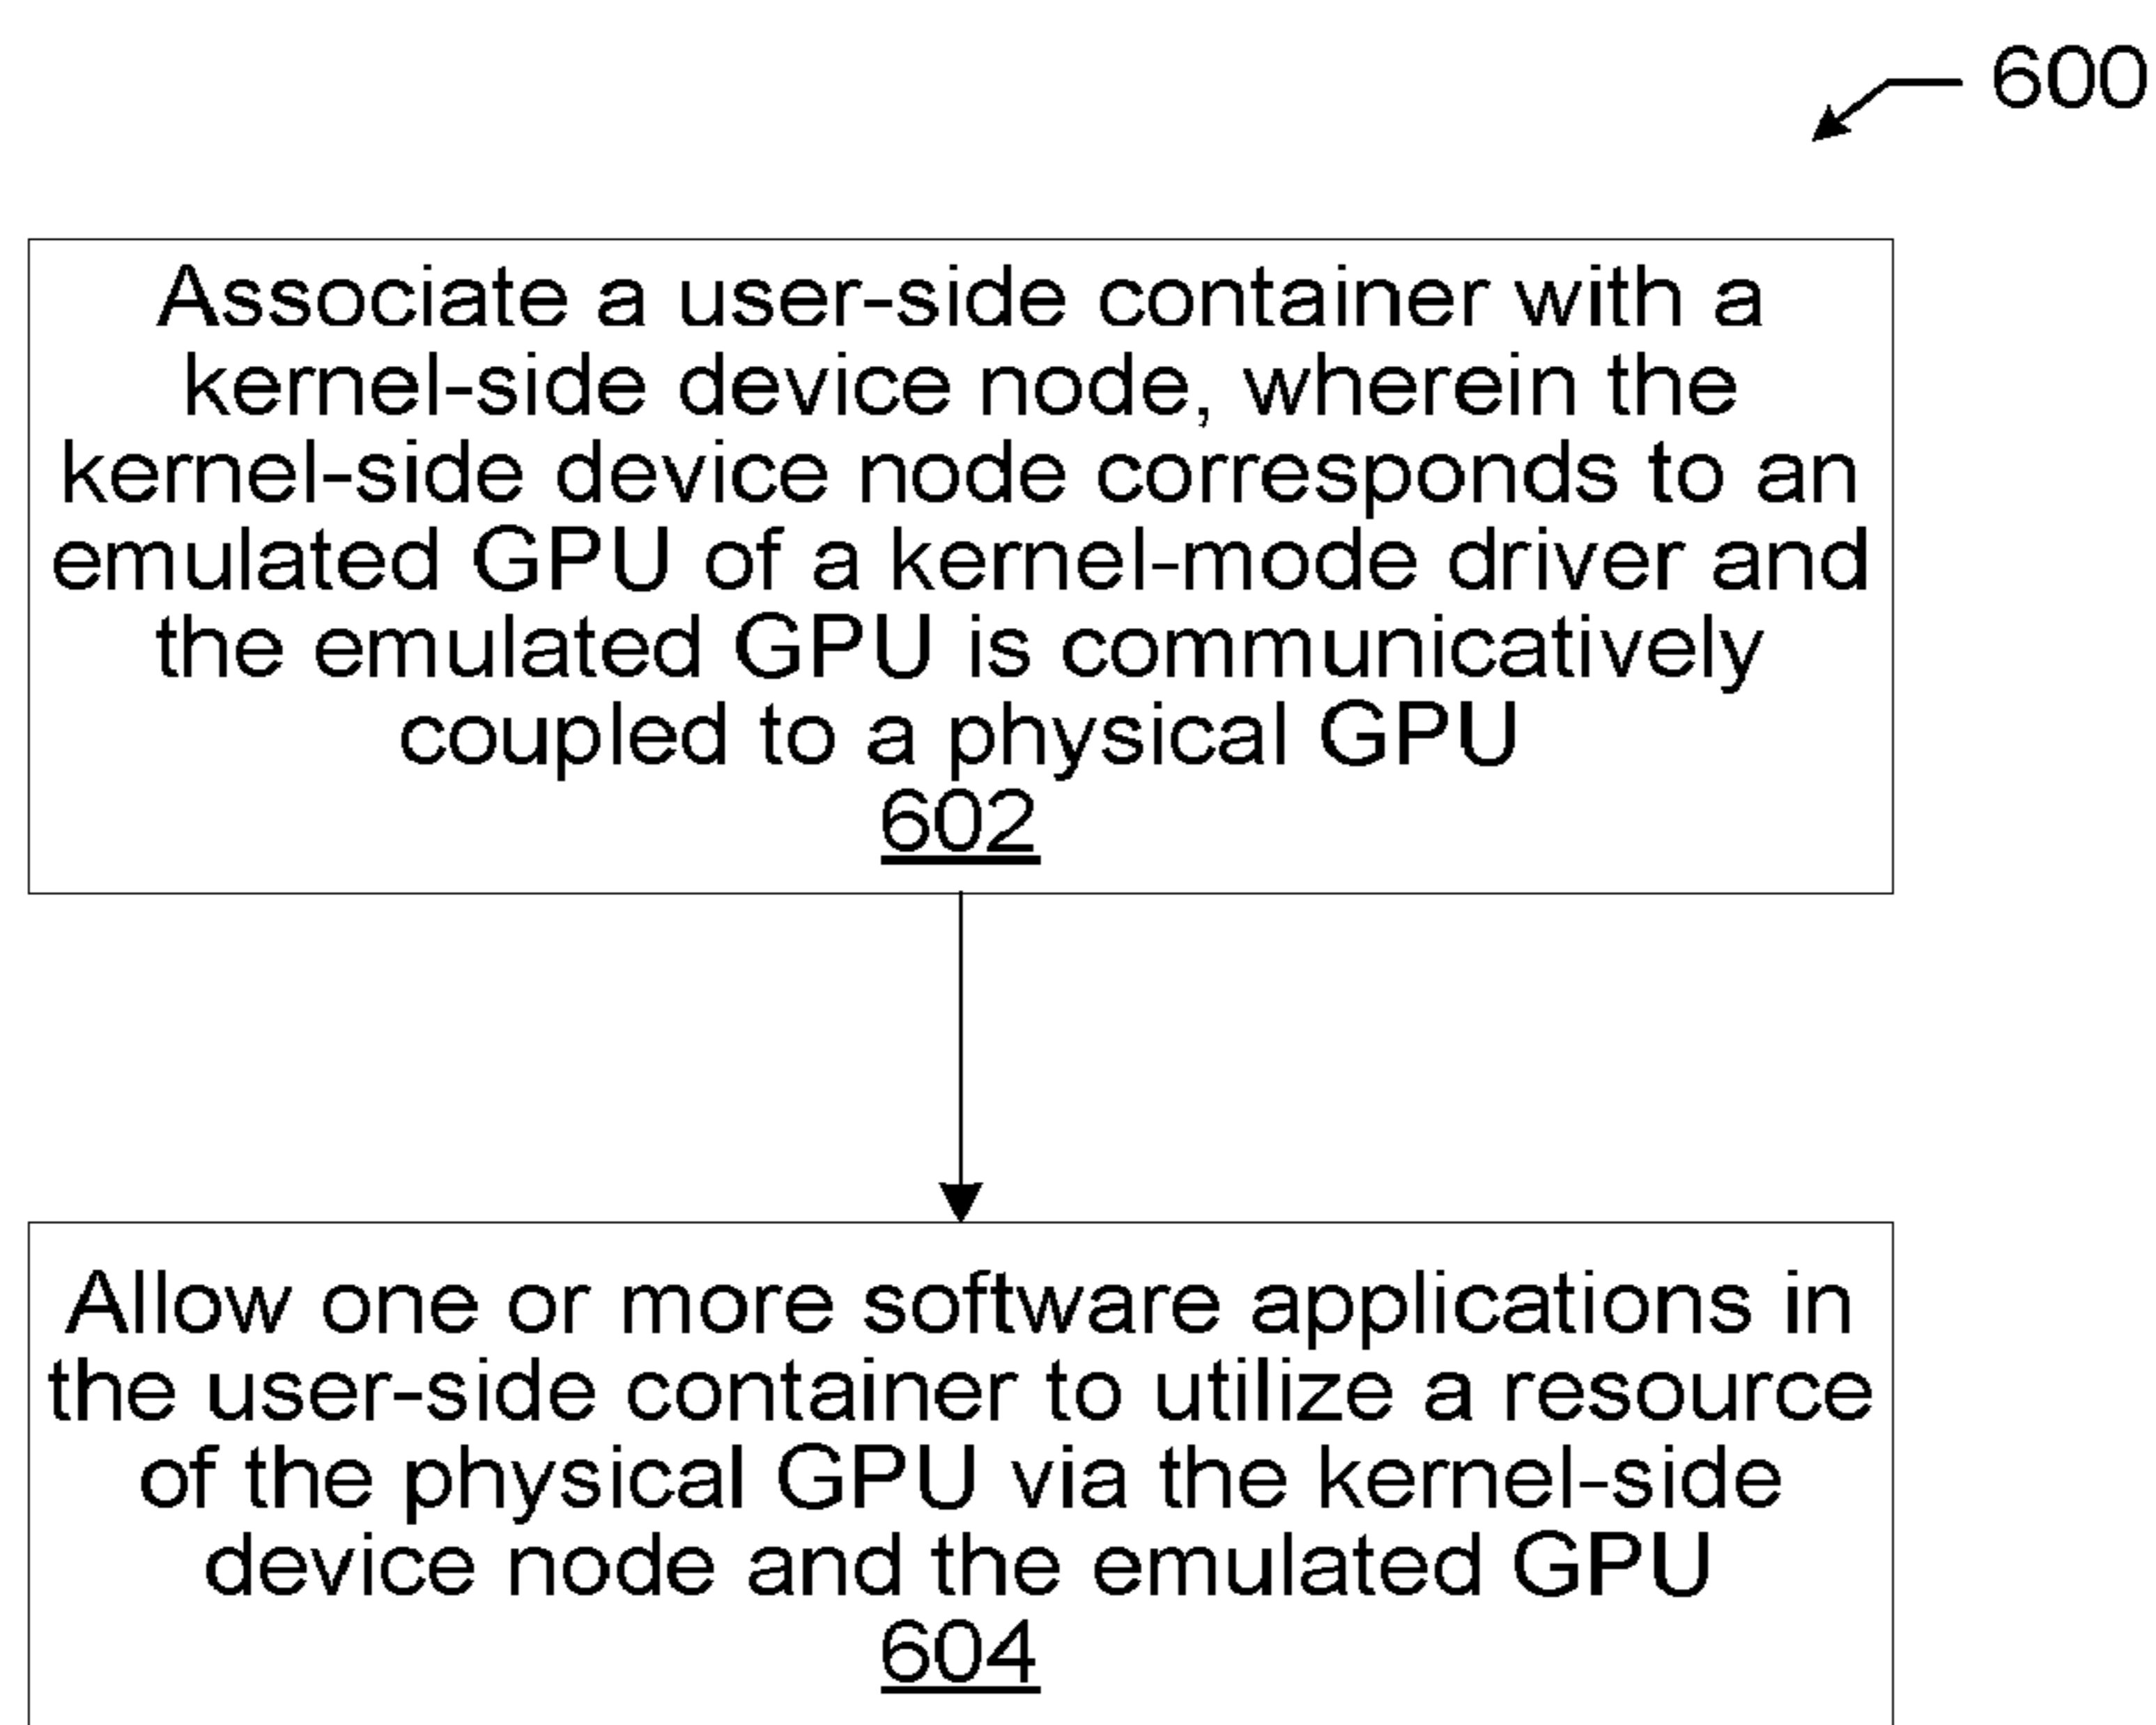 600
Associate a user-side container with a
kernel-side device node, wherein the
kernel-side device node corresponds to an
emulated GPU of a kernel-mode driver and
the emulated GPU is communicatively
coupled to a physical GPU
602
Allow one or more software applications in
the user-side container to utilize a resource
of the physical GPU via the kernel-side
device node and the emulated GPU
604